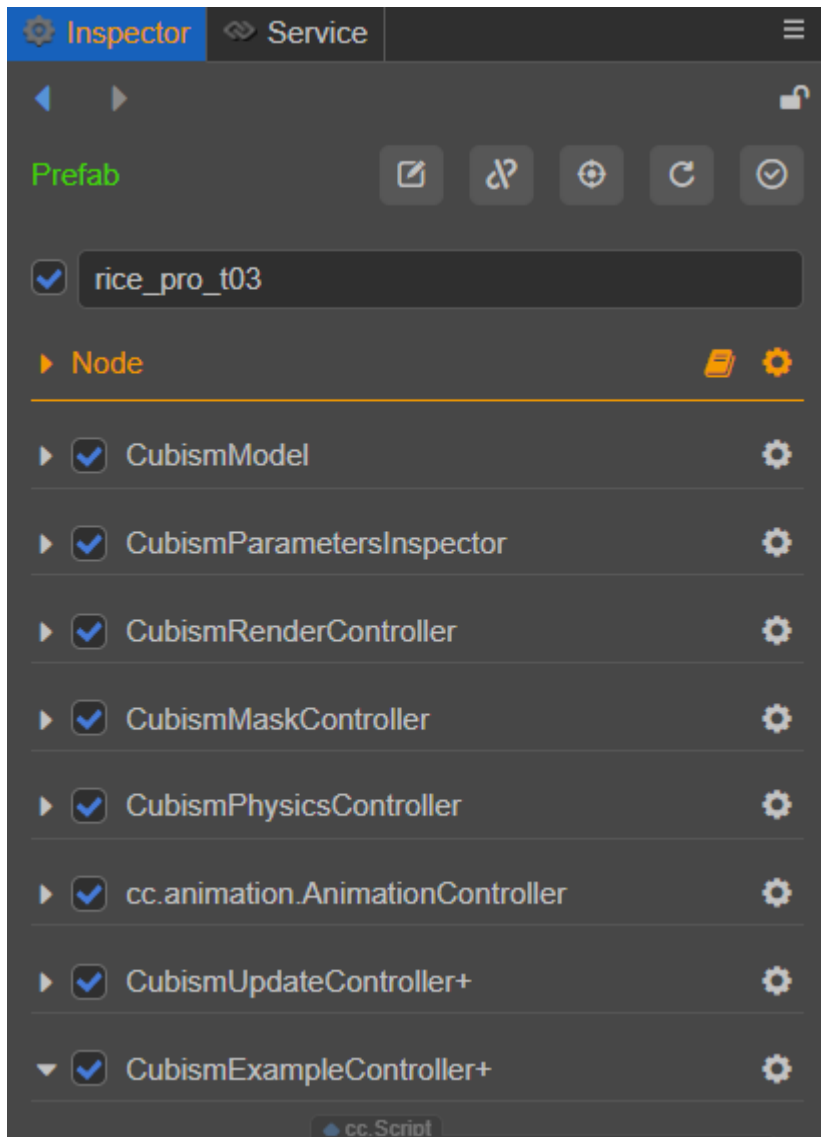 Inspector Service
Prefab
rice_pro_t03
Node
CubismModel
CubismParametersInspector
CubismRenderController
CubismMaskController
CubismPhysicsController
cc.animation.AnimationController
CubismUpdateController+
CubismExampleController+
cc.Script